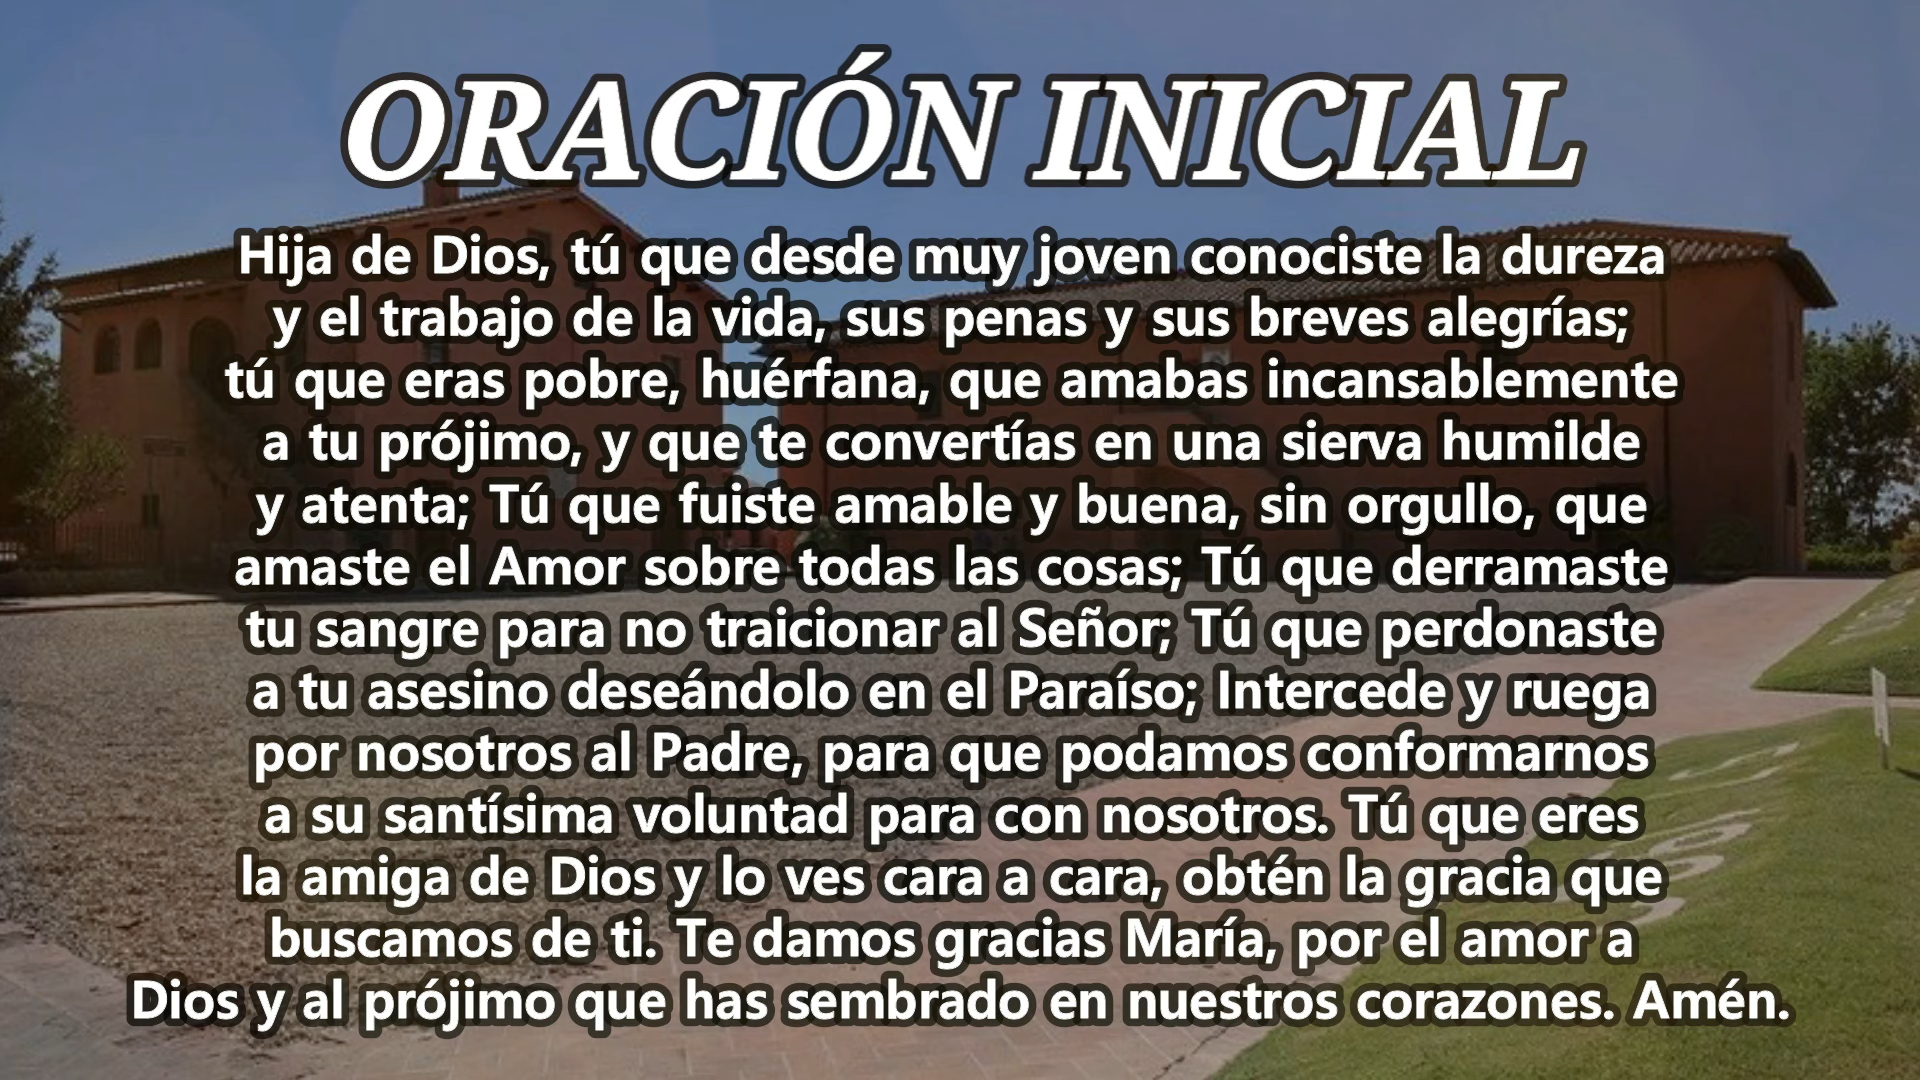 ORACIÓN INICIAL
Hija de Dios, tú que desde muy joven conociste la dureza
y el trabajo de la vida, sus penas y sus breves alegrías;
tú que eras pobre, huérfana, que amabas incansablemente
a tu prójimo, y que te convertías en una sierva humilde
y atenta; Tú que fuiste amable y buena, sin orgullo, que
amaste el Amor sobre todas las cosas; Tú que derramaste
tu sangre para no traicionar al Señor; Tú que perdonaste
a tu asesino deseándolo en el Paraíso; Intercede y ruega
por nosotros al Padre, para que podamos conformarnos
a su santísima voluntad para con nosotros. Tú que eres
la amiga de Dios y lo ves cara a cara, obtén la gracia que
buscamos de ti. Te damos gracias María, por el amor a
Dios y al prójimo que has sembrado en nuestros corazones. Amén.